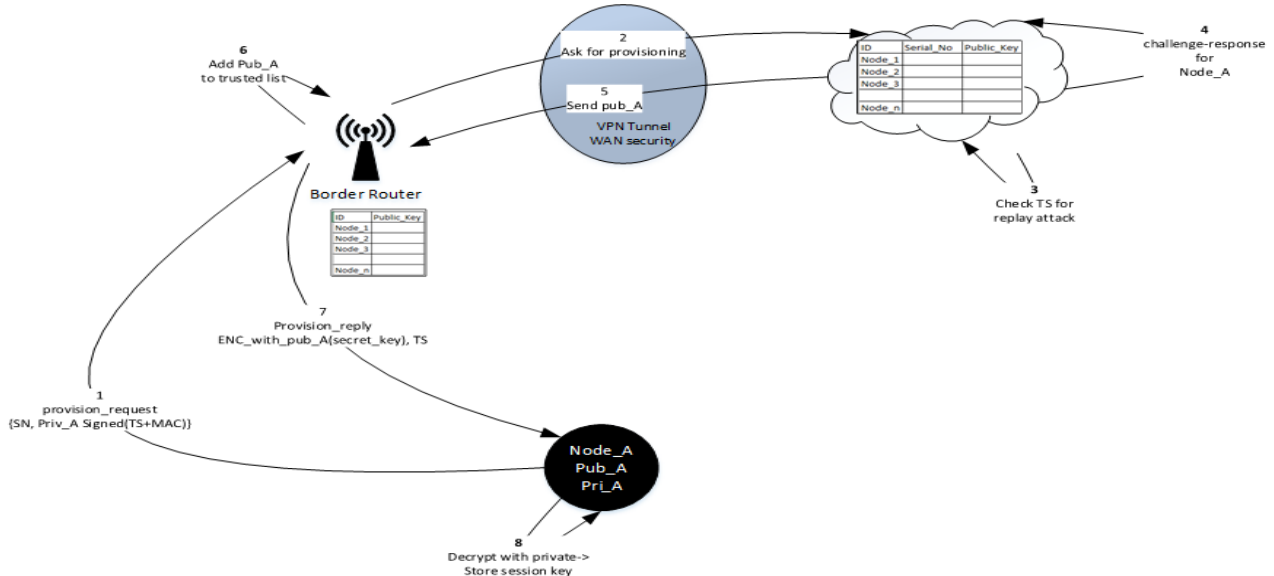 6
Add Pub_A
to trusted list
2
Ask for provisioning
5
Send pub_A
VPN Tunnel
WAN security
ID Serial_No Public_Key
Node_1
Node_2
Node_3
Node_n
4
challenge-response
for
Node_A
3
Check TS for
replay attack
Border Router
ID Public_Key
Node_1
Node_2
Node_3
Node_n
7
Provision_reply
ENC_with_pub_A(secret_key), TS
1
provision_request
{SN, Priv_A Signed(TS+MAC)}
Node_A
Pub_A
Pri_A
8
Decrypt with private->
Store session key